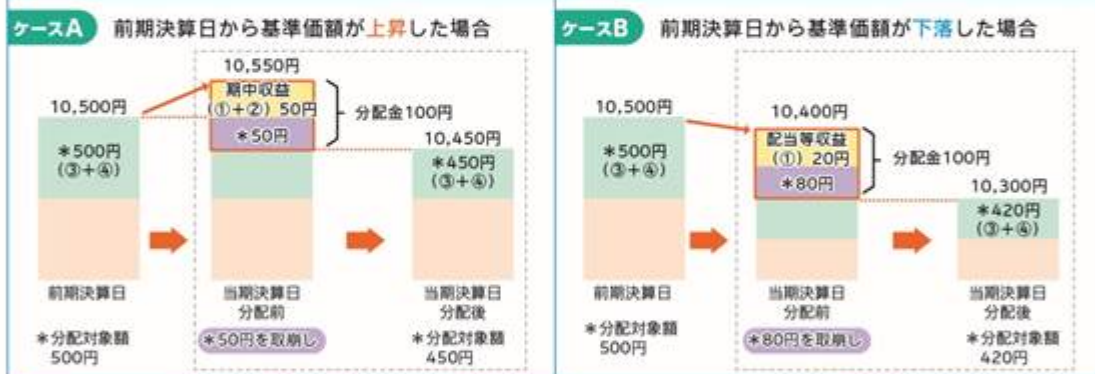 ケースA 前期決算日から基準価額が上昇した場合
10,550円
期中収益
(①+②) 50円
*50円
分配金100円
10,500円
*500円
(③+④)
10,450円
*450円
(③+④)
前期決算日
当期決算日
分配前
当期決算日
分配後
*分配対象額
500円
*50円を取崩し
*分配対象額
450円
ケースB 前期決算日から基準価額が下落した場合
10,500円
*500円
(③+④)
10,400円
配当等収益
(①) 20円
*80円
分配金100円
10,300円
*420円
(③+④)
前期決算日
当期決算日
分配前
当期決算日
分配後
*分配対象額
500円
*80円を取崩し
*分配対象額
420円